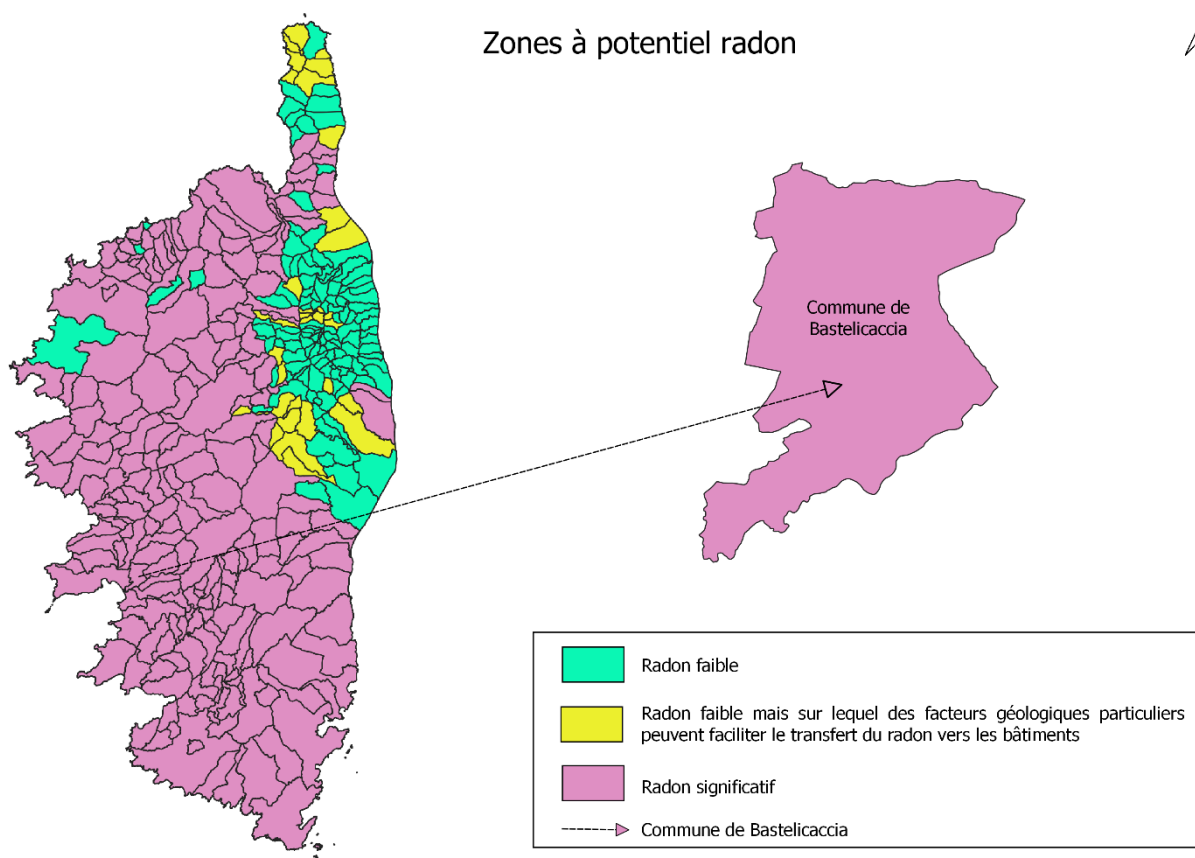 Zones à potentiel radon
Commune de
Bastelicaccia
Radon faible
Radon faible mais sur lequel des facteurs géologiques particuliers
peuvent faciliter le transfert du radon vers les bâtiments
Radon significatif
Commune de Bastelicaccia